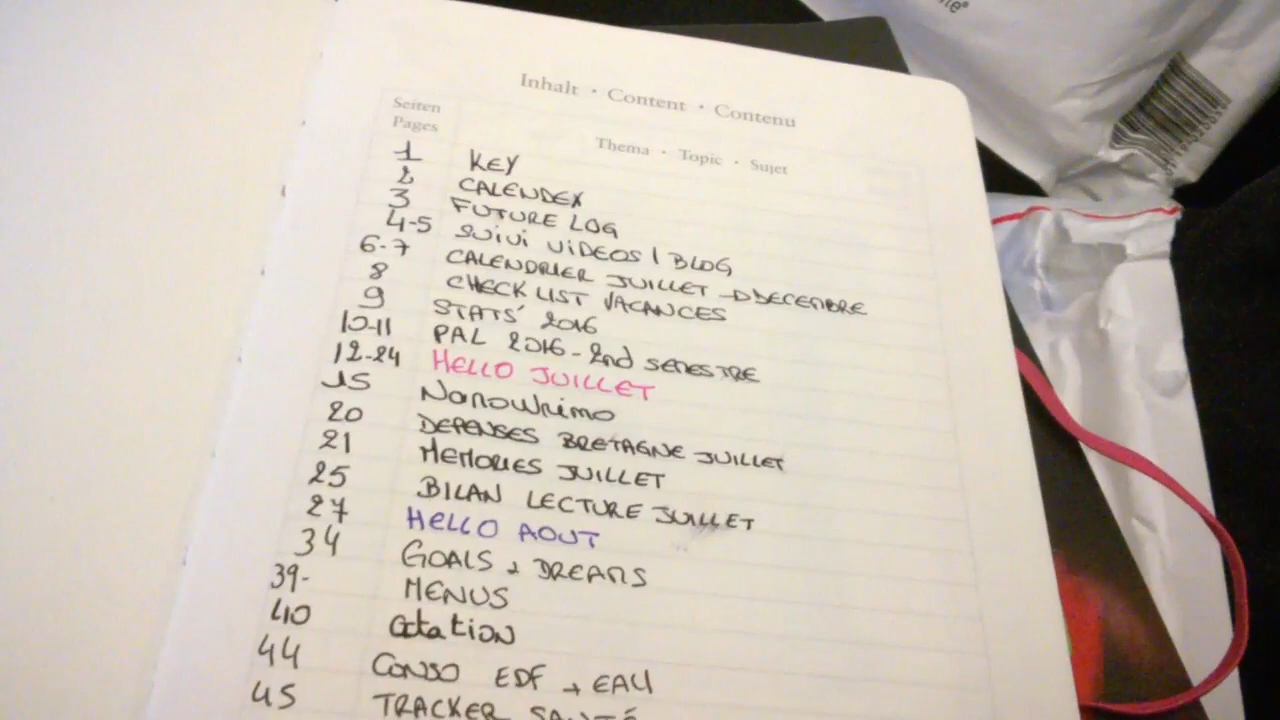 Inhalt · Content · Contenu
Seiten
Pages
Thema · Topic · Sujet
1 KEY
2 CALENDEX
3 FUTURE LOG
4-5 SUIVI VIDEOS / BLOG
6-7 CALENDRIER JUILLET → DECEMBRE
8 CHECK LIST VACANCES
9 STATS' 2016
10-11 PAL 2016 - 2nd SEMESTRE
12-24 HELLO JUILLET
15 Nanowrimo
20 DEPENSES BRETAGNE JUILLET
21 MEMORIES JUILLET
25 BILAN LECTURE JUILLET
27 HELLO AOUT
34 GOALS + DREAMS
39- MENUS
40 Citation
44 CONSO EDF + EAU
45 TRACKER SANTÉ